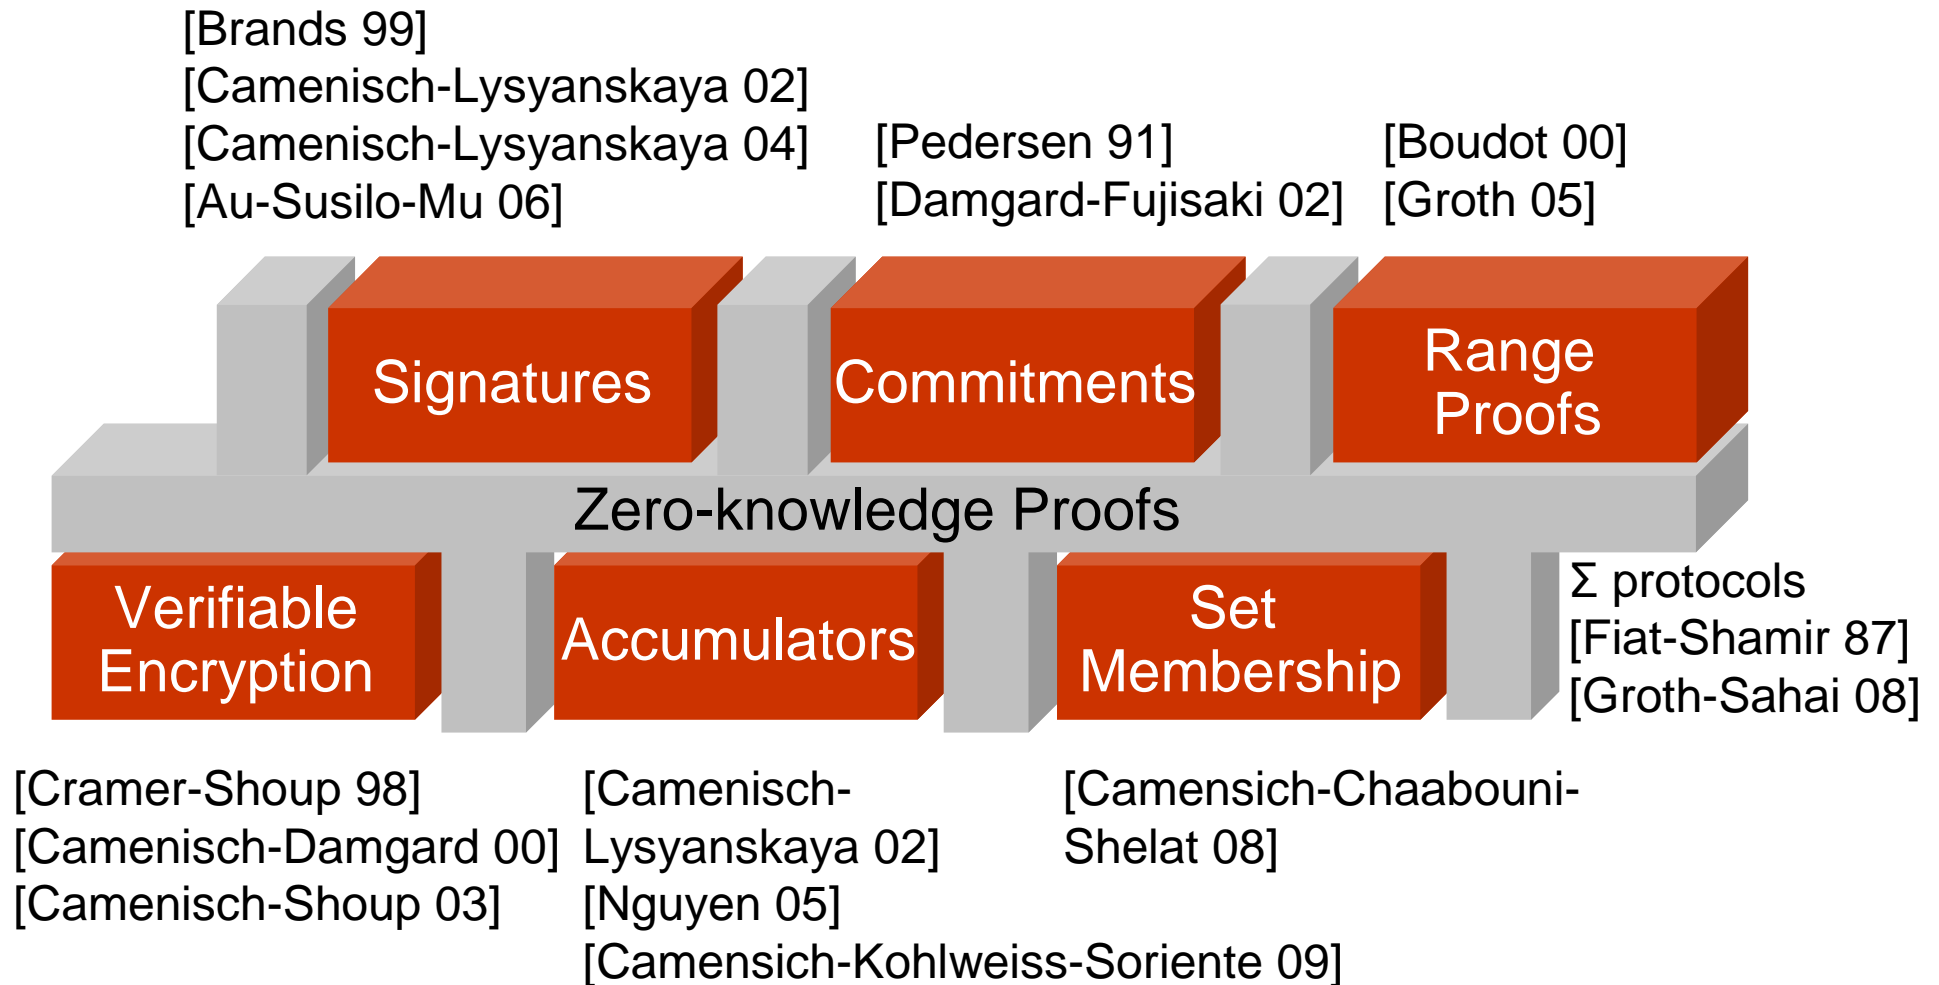 [Brands 99]
[Camenisch-Lysyanskaya 02]
[Camenisch-Lysyanskaya 04]
[Au-Susilo-Mu 06]
[Pedersen 91]
[Damgard-Fujisaki 02]
[Boudot 00]
[Groth 05]
Signatures
Commitments
Range
Proofs
Zero-knowledge Proofs
Verifiable
Encryption
Accumulators
Set
Membership
Σ protocols
[Fiat-Shamir 87]
[Groth-Sahai 08]
[Cramer-Shoup 98]
[Camenisch-Damgard 00]
[Camenisch-Shoup 03]
[Camenisch-
Lysyanskaya 02]
[Nguyen 05]
[Camensich-Kohlweiss-Soriente 09]
[Camensich-Chaabouni-
Shelat 08]